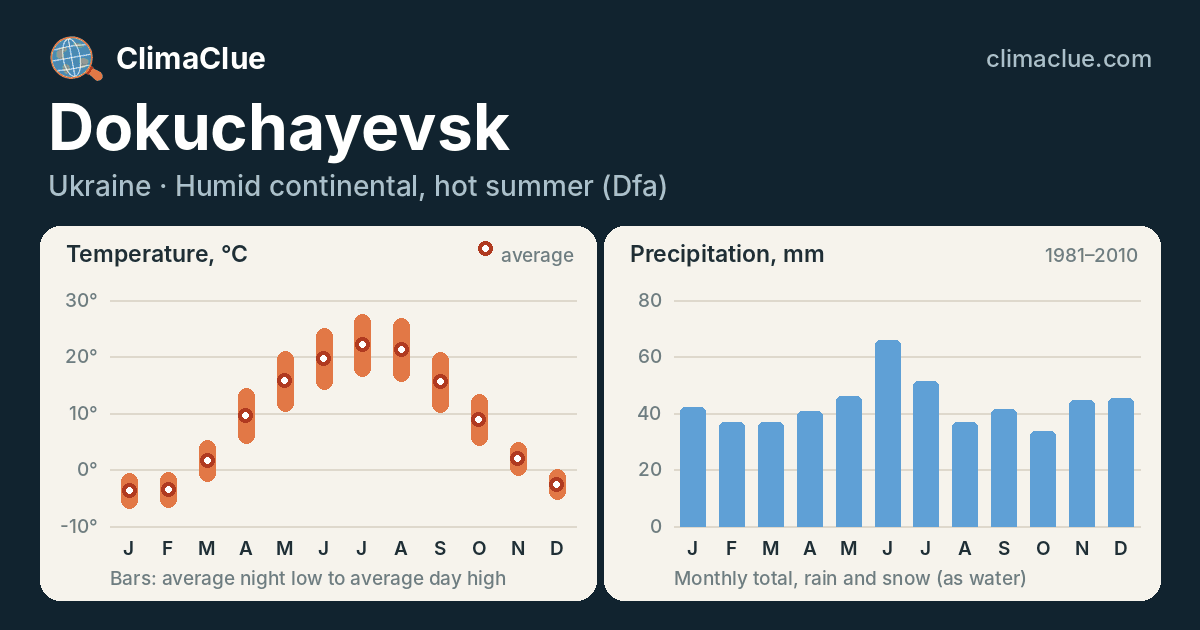 ClimaClue
climaclue.com
Dokuchayevsk
Ukraine · Humid continental, hot summer (Dfa)
Temperature, °C
average
30°
20°
10°
0°
-10°
J F M A M J J A S O N D
Bars: average night low to average day high
Precipitation, mm
1981–2010
80
60
40
20
0
J F M A M J J A S O N D
Monthly total, rain and snow (as water)